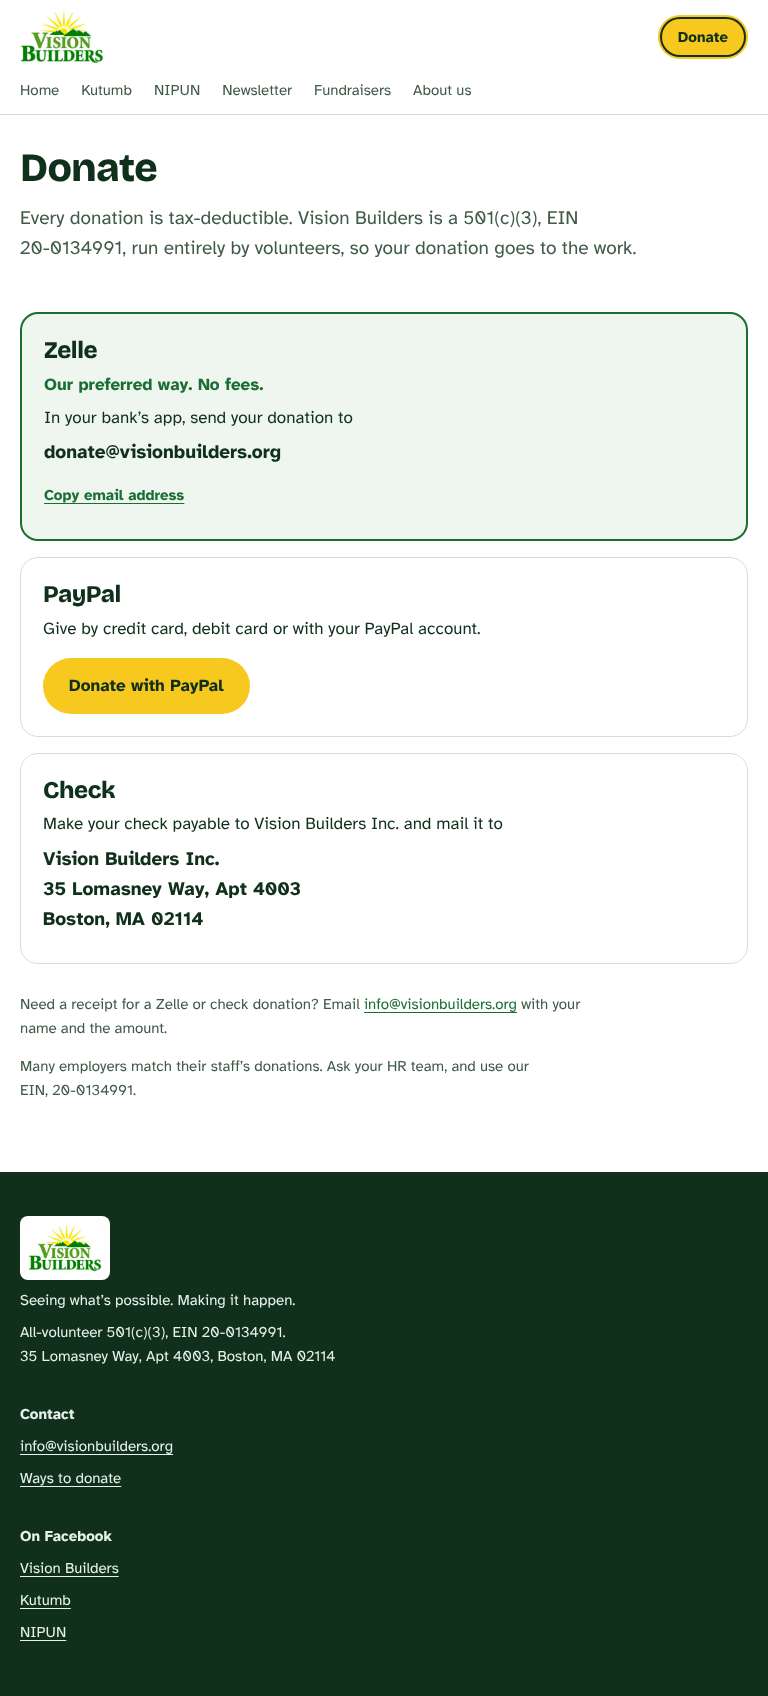 Vision
Builders
Donate
Home Kutumb NIPUN Newsletter Fundraisers About us
Donate
Every donation is tax-deductible. Vision Builders is a 501(c)(3), EIN
20-0134991, run entirely by volunteers, so your donation goes to the work.
Zelle
Our preferred way. No fees.
In your bank’s app, send your donation to
donate@visionbuilders.org
Copy email address
PayPal
Give by credit card, debit card or with your PayPal account.
Donate with PayPal
Check
Make your check payable to Vision Builders Inc. and mail it to
Vision Builders Inc.
35 Lomasney Way, Apt 4003
Boston, MA 02114
Need a receipt for a Zelle or check donation? Email info@visionbuilders.org with your
name and the amount.
Many employers match their staff’s donations. Ask your HR team, and use our
EIN, 20-0134991.
Vision
Builders
Seeing what’s possible. Making it happen.
All-volunteer 501(c)(3), EIN 20-0134991.
35 Lomasney Way, Apt 4003, Boston, MA 02114
Contact
info@visionbuilders.org
Ways to donate
On Facebook
Vision Builders
Kutumb
NIPUN